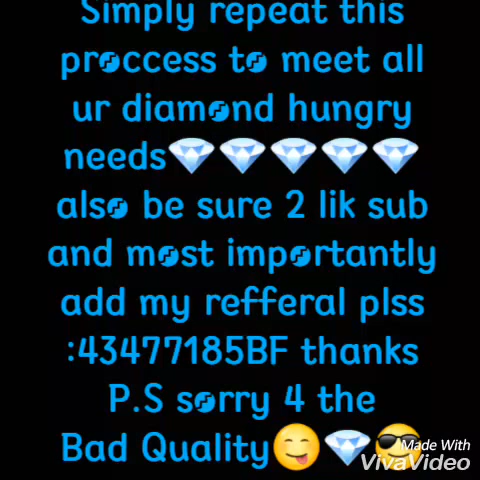 Simply repeat this
proccess to meet all
ur diamond hungry
needs💎💎💎💎💎
also be sure 2 lik sub
and most importantly
add my refferal plss
:43477185BF thanks
P.S sorry 4 the
Bad Quality😋💎😎
Made With
VivaVideo